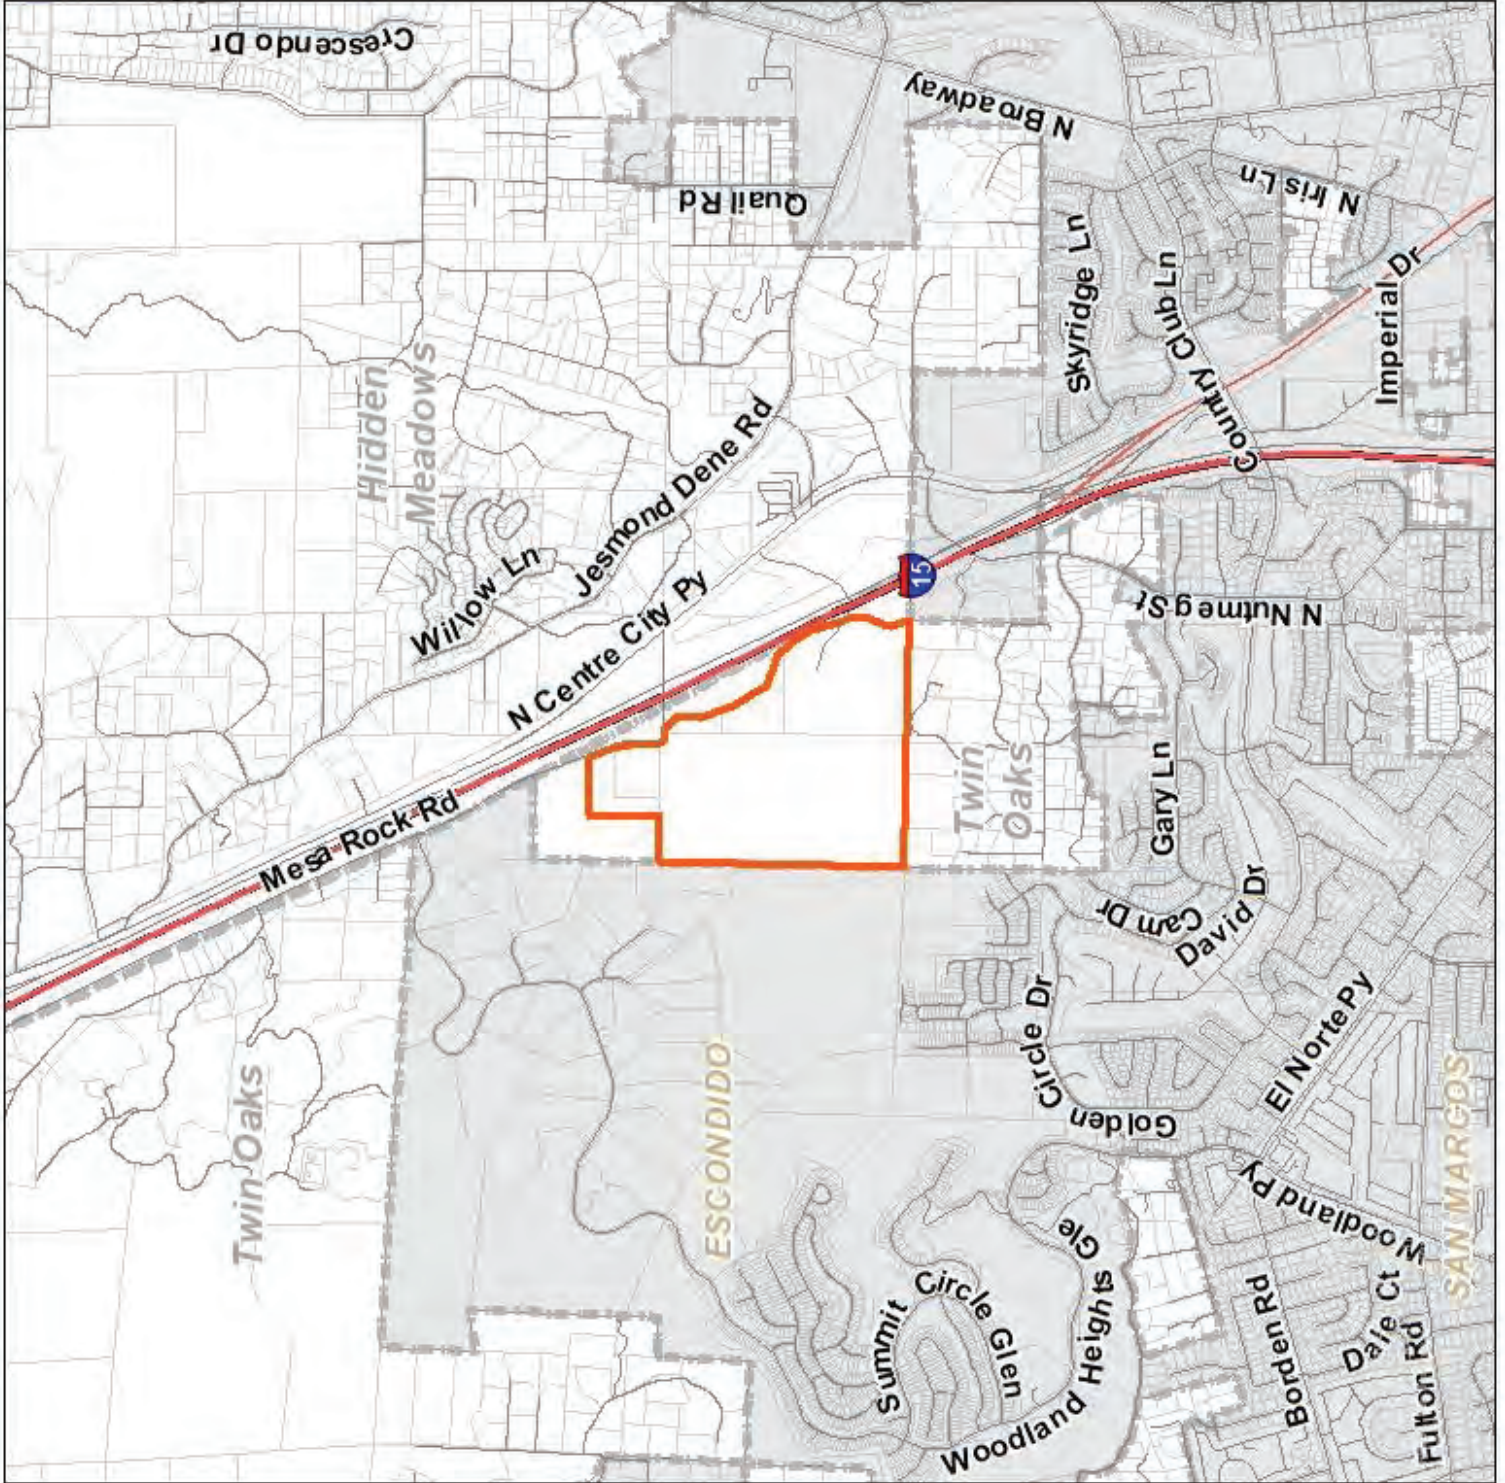 Crescendo Dr
N Broadway
Quail Rd
N Iris Ln
Skyridge Ln
Country Club Ln
Imperial Dr
Hidden
Meadows
Jesmond Dene Rd
Willow Ln
N Centre City Py
15
N Nutmeg St
Mesa Rock Rd
Twin
Oaks
Gary Ln
Cam Dr
David Dr
Golden Circle Dr
El Norte Py
Twin Oaks
ESCONDIDO
SAN MARCOS
Woodland Py
Summit Circle Glen
Woodland Heights Gle
Borden Rd
Dale Ct
Fulton Rd